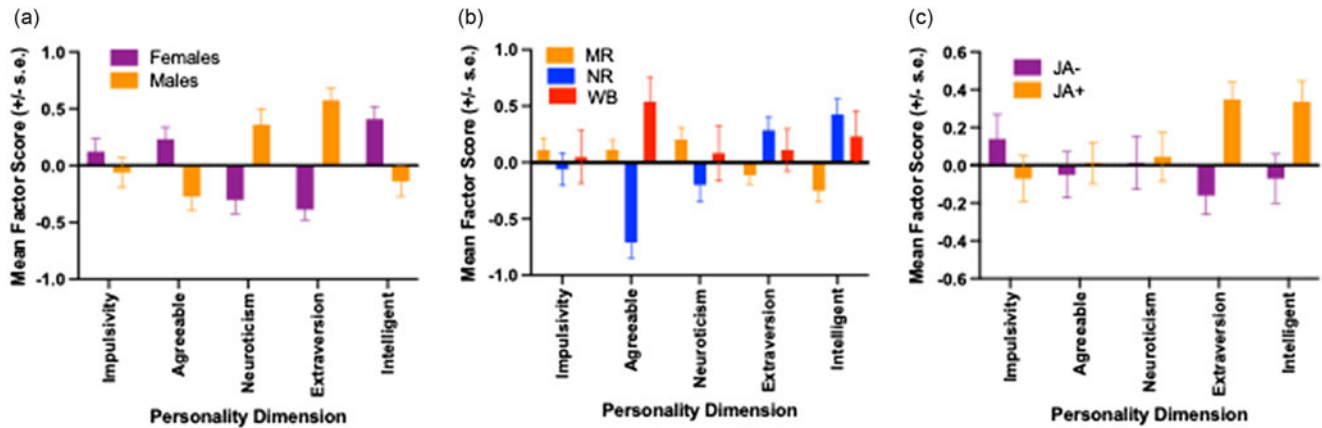 (a)
Mean Factor Score (+/- s.e.)
1.0
0.5
0.0
-0.5
-1.0
Females
Males
Impulsivity
Agreeable
Neuroticism
Extraversion
Intelligent
Personality Dimension
(b)
Mean Factor Score (+/- s.e.)
1.0
0.5
0.0
-0.5
-1.0
MR
NR
WB
Impulsivity
Agreeable
Neuroticism
Extraversion
Intelligent
Personality Dimension
(c)
Mean Factor Score (+/- s.e.)
0.6
0.4
0.2
0.0
-0.2
-0.4
-0.6
JA-
JA+
Impulsivity
Agreeable
Neuroticism
Extraversion
Intelligent
Personality Dimension